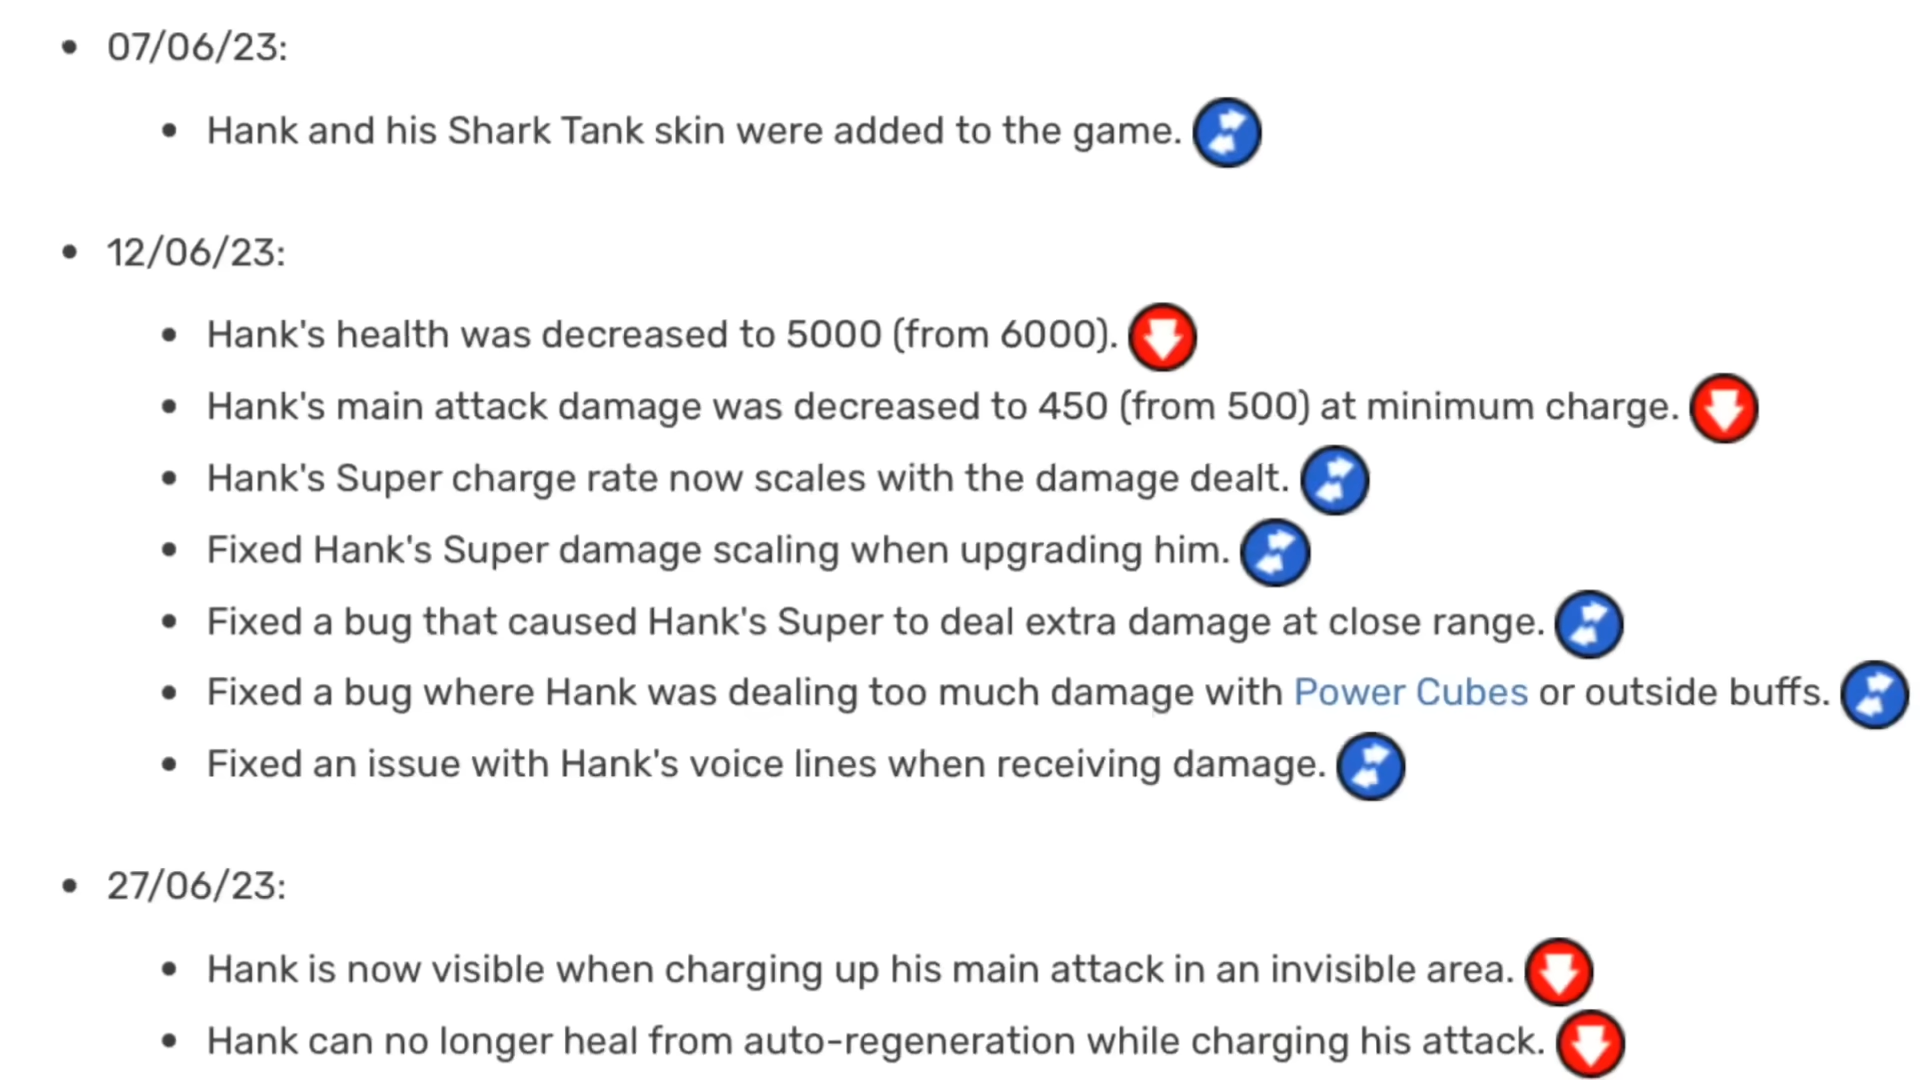 07/06/23:
Hank and his Shark Tank skin were added to the game.
12/06/23:
Hank's health was decreased to 5000 (from 6000).
Hank's main attack damage was decreased to 450 (from 500) at minimum charge.
Hank's Super charge rate now scales with the damage dealt.
Fixed Hank's Super damage scaling when upgrading him.
Fixed a bug that caused Hank's Super to deal extra damage at close range.
Fixed a bug where Hank was dealing too much damage with Power Cubes or outside buffs.
Fixed an issue with Hank's voice lines when receiving damage.
27/06/23:
Hank is now visible when charging up his main attack in an invisible area.
Hank can no longer heal from auto-regeneration while charging his attack.